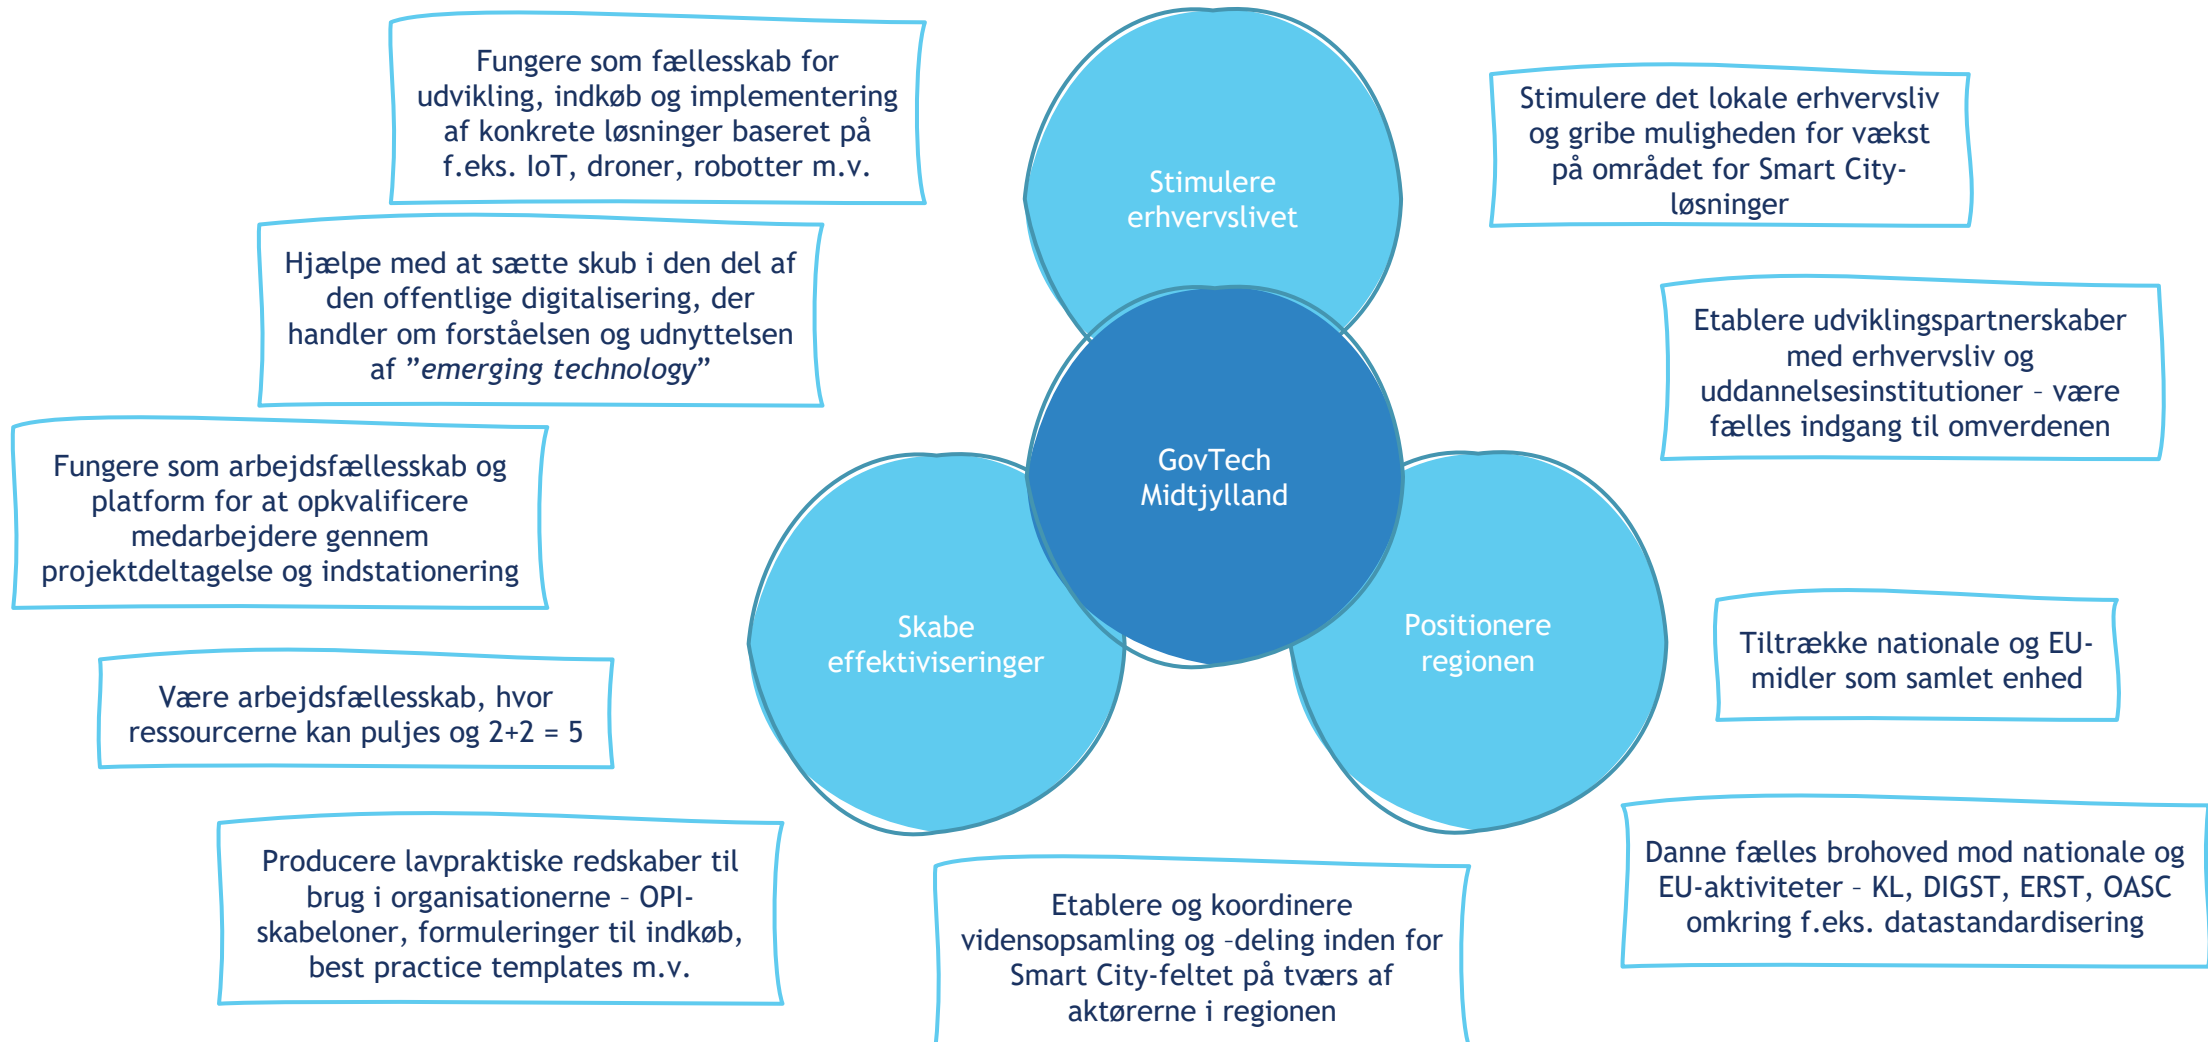 Fungere som fællesskab for
udvikling, indkøb og implementering
af konkrete løsninger baseret på
f.eks. IoT, droner, robotter m.v.
Hjælpe med at sætte skub i den del af
den offentlige digitalisering, der
handler om forståelsen og udnyttelsen
af ”emerging technology”
Fungere som arbejdsfællesskab og
platform for at opkvalificere
medarbejdere gennem
projektdeltagelse og indstationering
Være arbejdsfællesskab, hvor
ressourcerne kan puljes og 2+2 = 5
Producere lavpraktiske redskaber til
brug i organisationerne – OPI-
skabeloner, formuleringer til indkøb,
best practice templates m.v.
Stimulere
erhvervslivet
GovTech
Midtjylland
Skabe
effektiviseringer
Positionere
regionen
Etablere og koordinere
vidensopsamling og –deling inden for
Smart City-feltet på tværs af
aktørerne i regionen
Stimulere det lokale erhvervsliv
og gribe muligheden for vækst
på området for Smart City-
løsninger
Etablere udviklingspartnerskaber
med erhvervsliv og
uddannelsesinstitutioner – være
fælles indgang til omverdenen
Tiltrække nationale og EU-
midler som samlet enhed
Danne fælles brohoved mod nationale og
EU-aktiviteter – KL, DIGST, ERST, OASC
omkring f.eks. datastandardisering